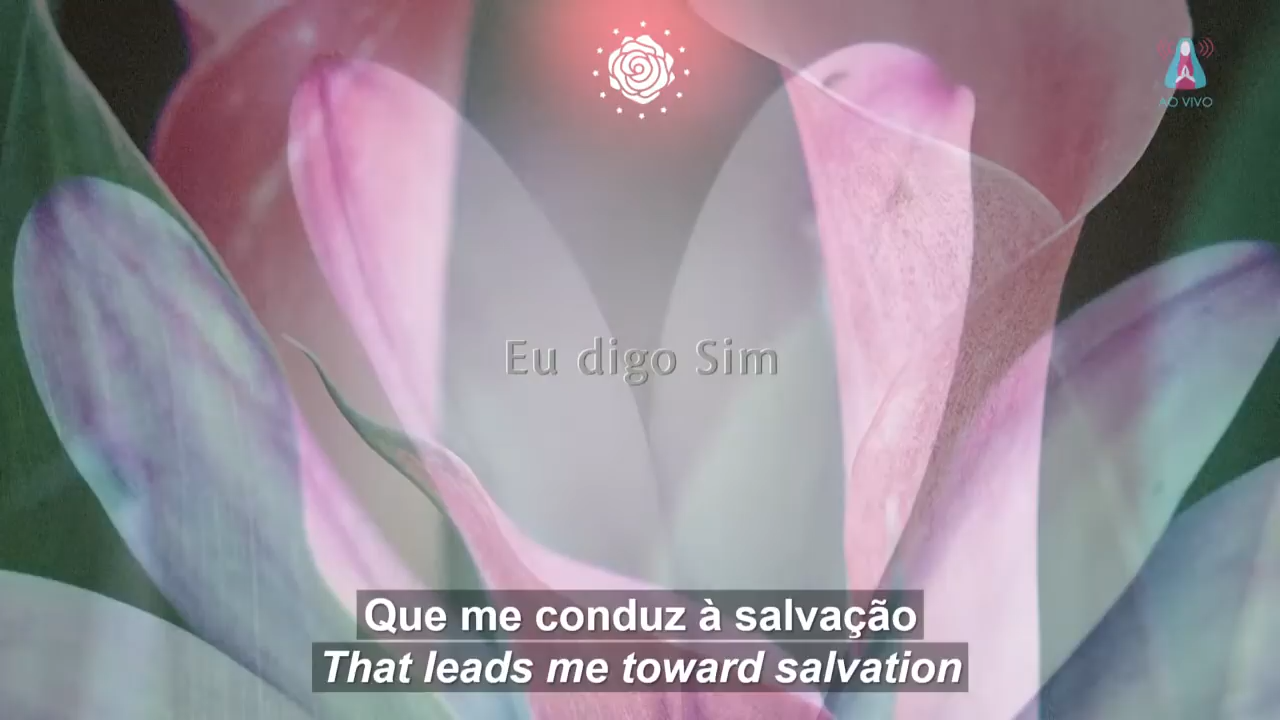 AO VIVO
Eu digo Sim
Que me conduz à salvação
That leads me toward salvation